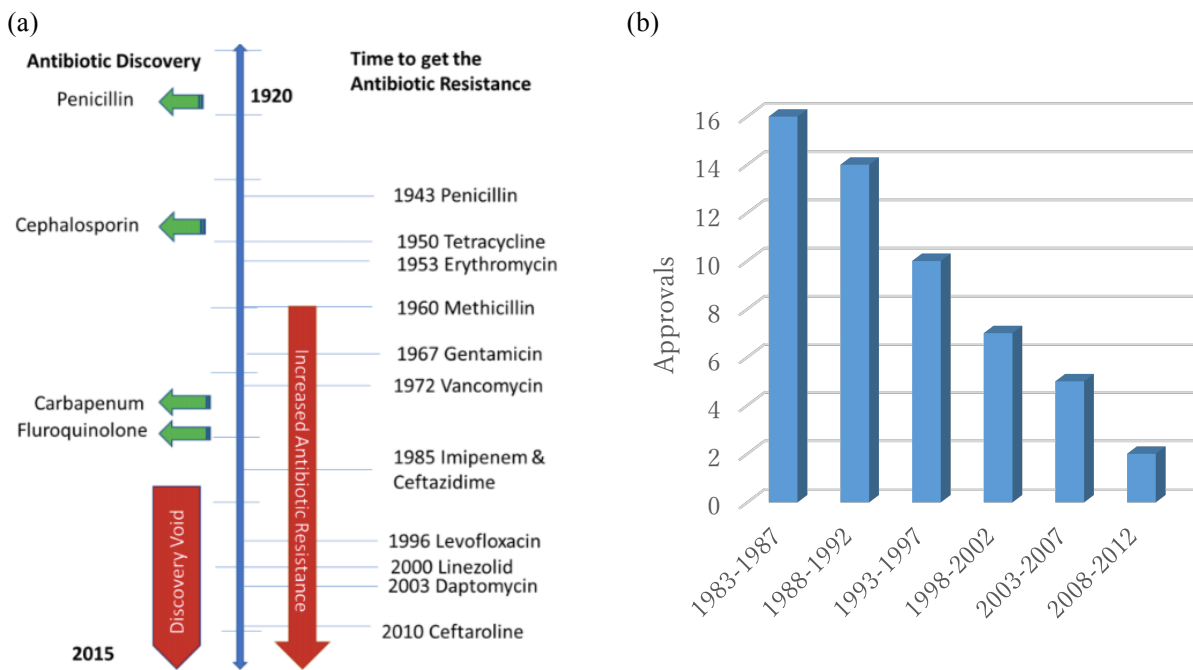 (a)
Antibiotic Discovery
Time to get the
Antibiotic Resistance
1920
Penicillin
1943 Penicillin
Cephalosporin
1950 Tetracycline
1953 Erythromycin
1960 Methicillin
1967 Gentamicin
1972 Vancomycin
Carbapenum
Fluroquinolone
1985 Imipenem &
Ceftazidime
1996 Levofloxacin
2000 Linezolid
2003 Daptomycin
2010 Ceftaroline
2015
Discovery Void
Increased Antibiotic Resistance
(b)
Approvals
16
14
12
10
8
6
4
2
0
1983-1987
1988-1992
1993-1997
1998-2002
2003-2007
2008-2012